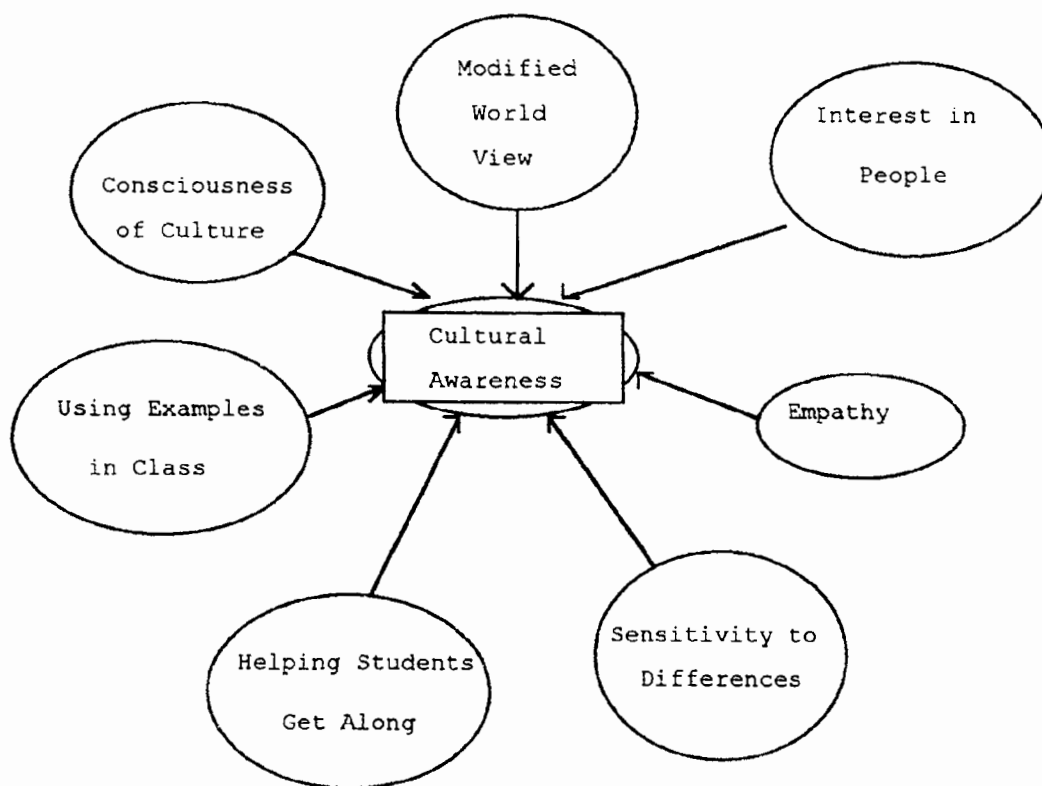 Modified
World
View
Interest in
People
Consciousness
of Culture
Cultural
Awareness
Using Examples
in Class
Empathy
Sensitivity to
Differences
Helping Students
Get Along